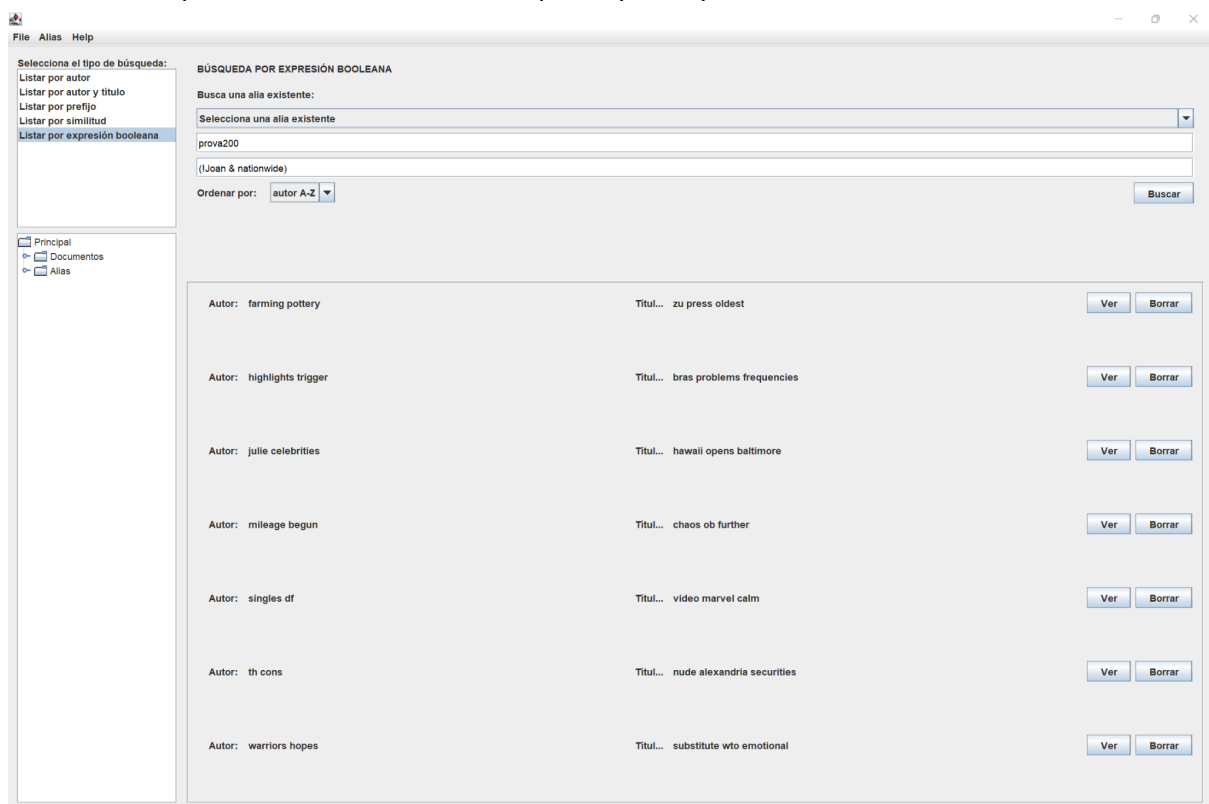 File Alias Help
Selecciona el tipo de búsqueda:
Listar por autor
Listar por autor y titulo
Listar por prefijo
Listar por similitud
Listar por expresión booleana
Principal
Documentos
Alias
BÚSQUEDA POR EXPRESIÓN BOOLEANA
Busca una alia existente:
Selecciona una alia existente
prova200
(!Joan & nationwide)
Ordenar por: autor A-Z Buscar
Autor: farming pottery Titul... zu press oldest Ver Borrar
Autor: highlights trigger Titul... bras problems frequencies Ver Borrar
Autor: julie celebrities Titul... hawaii opens baltimore Ver Borrar
Autor: mileage begun Titul... chaos ob further Ver Borrar
Autor: singles df Titul... video marvel calm Ver Borrar
Autor: th cons Titul... nude alexandria securities Ver Borrar
Autor: warriors hopes Titul... substitute wto emotional Ver Borrar